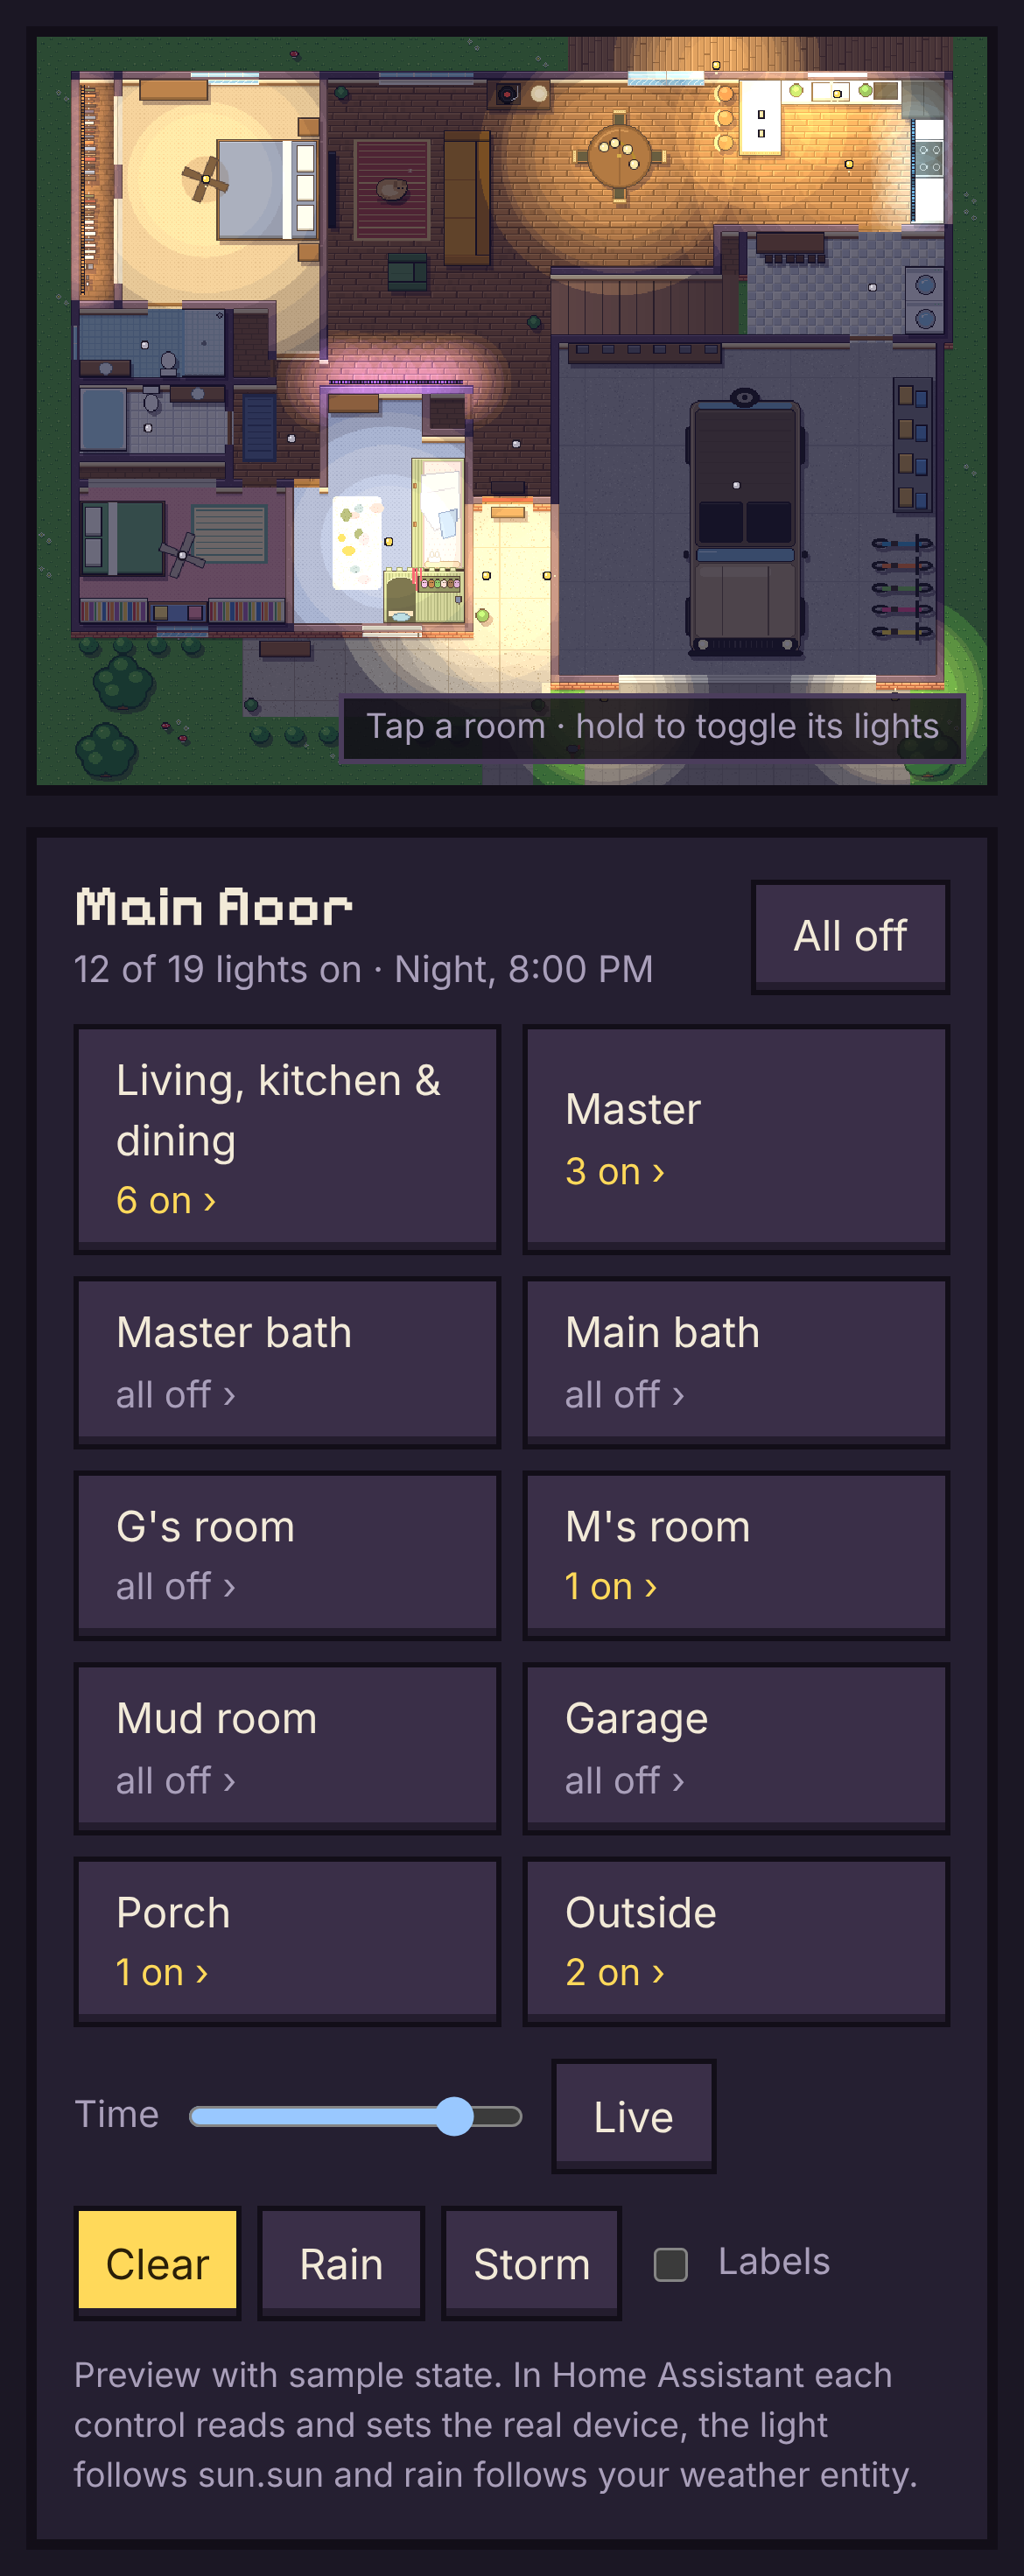 Tap a room · hold to toggle its lights
Main floor
12 of 19 lights on · Night, 8:00 PM
All off
Living, kitchen &
dining
6 on ›
Master
3 on ›
Master bath
all off ›
Main bath
all off ›
G's room
all off ›
M's room
1 on ›
Mud room
all off ›
Garage
all off ›
Porch
1 on ›
Outside
2 on ›
Time
Live
Clear
Rain
Storm
Labels
Preview with sample state. In Home Assistant each
control reads and sets the real device, the light
follows sun.sun and rain follows your weather entity.